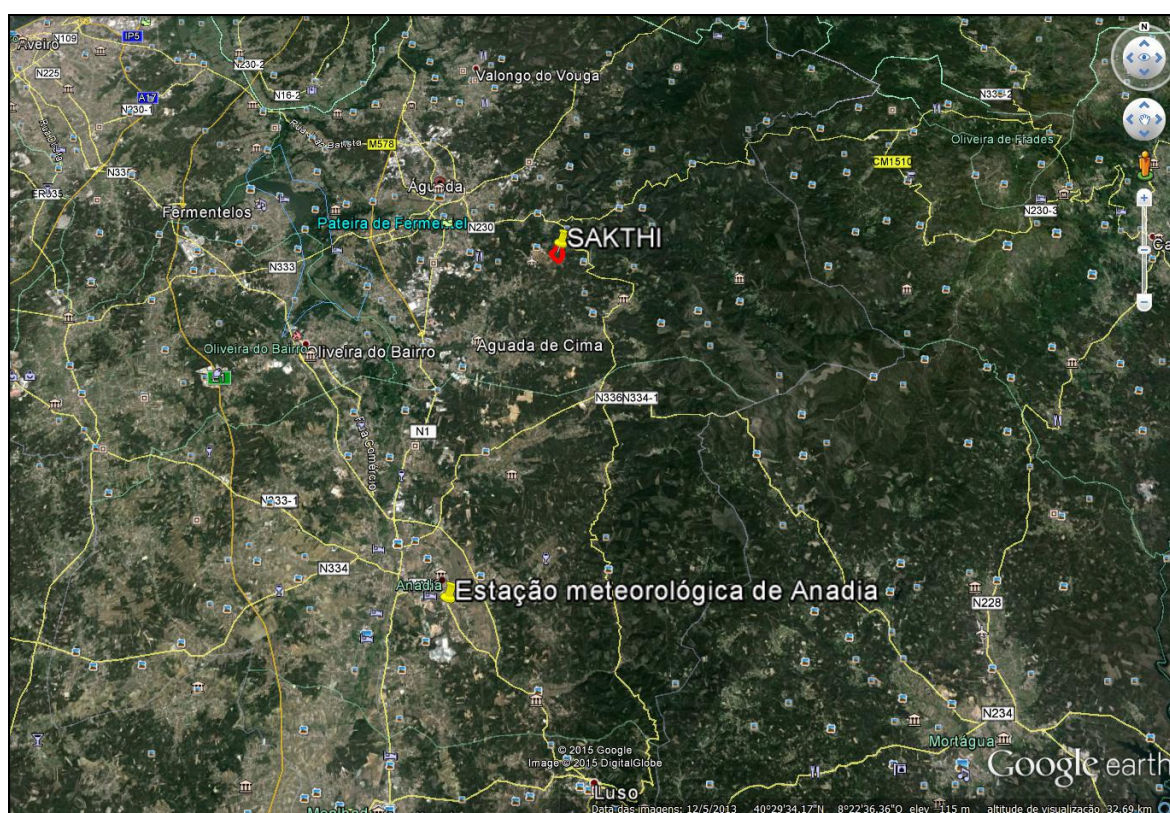 Aveiro
N109
IP5
N225
N230-2
Valongo do Vouga
A17
N230-1
N16-2
N335-2
M578
Oliveira de Frades
CM1510
Águeda
Fermentelos
Pateira de Fermentel
N230
N230-3
SAKTHI
N333
Oliveira do Bairro
Oliveira do Bairro
Aguada de Cima
N336
N334-1
N1
Rua Comércio
N333-1
N334
Anadia
Estação meteorológica de Anadia
N228
N234
Mortágua
© 2015 Google
Image © 2015 DigitalGlobe
Google earth
Luso
Data das imagens: 12/5/2013 40°29'34.17"N 8°22'36.36"O elev 115 m altitude de visualização 32.69 km
N